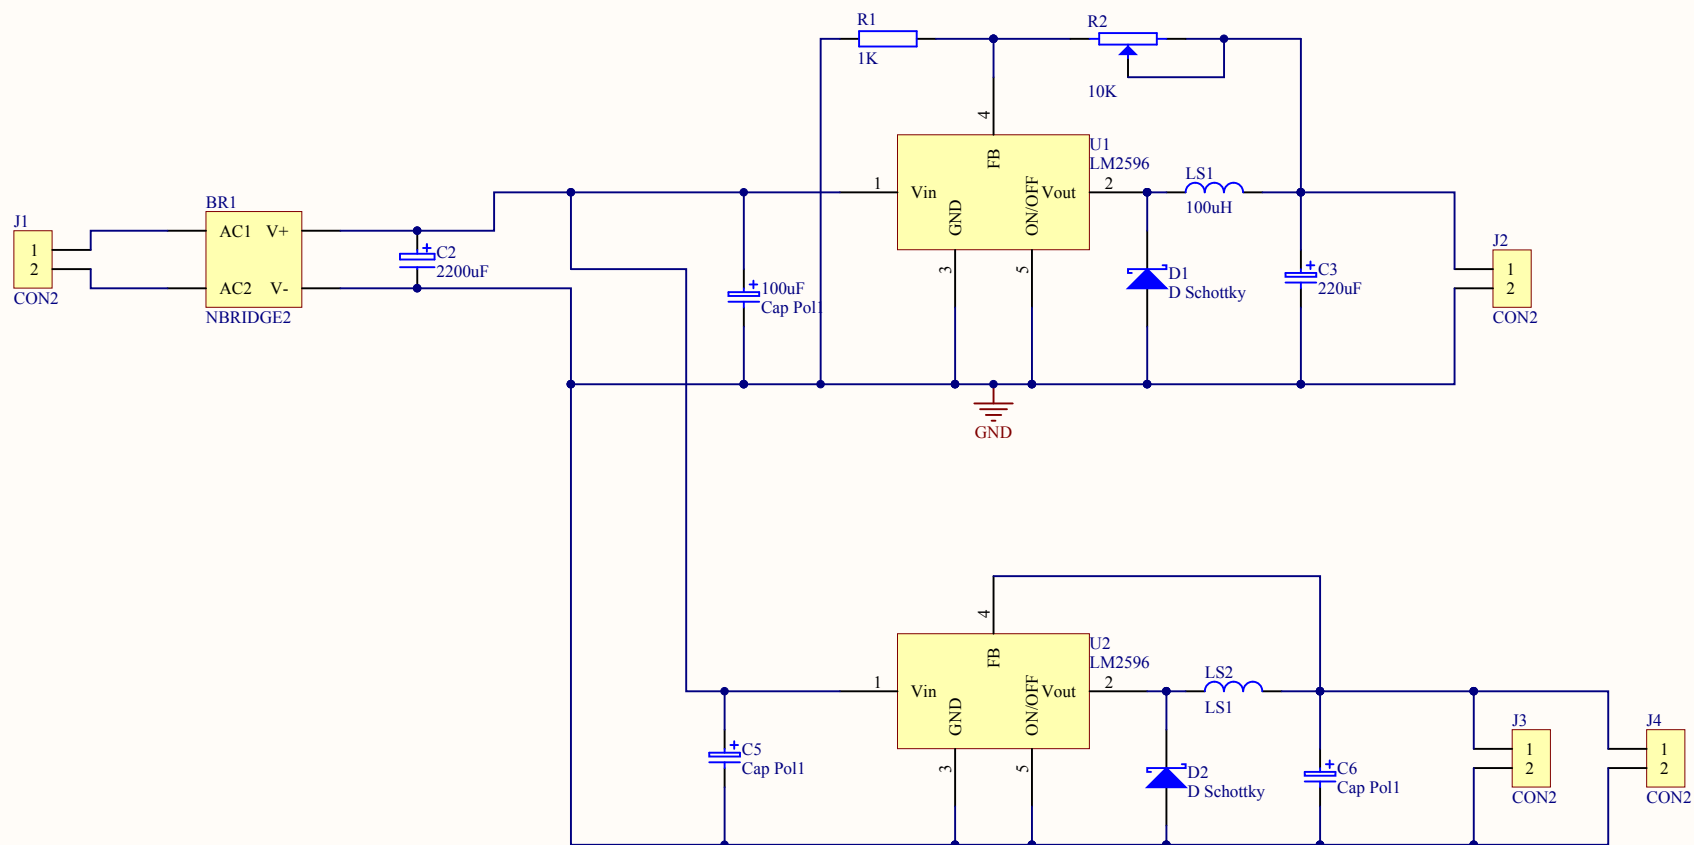 R1
1K
R2
10K
4
U1
LM2596
FB
1
Vin
GND
ON/OFF
Vout
2
3
5
LS1
100uH
J1
1
2
CON2
BR1
AC1 V+
AC2 V-
NBRIDGE2
C2
2200uF
100uF
Cap Pol1
D1
D Schottky
C3
220uF
J2
1
2
CON2
GND
4
U2
LM2596
FB
1
Vin
GND
ON/OFF
Vout
2
3
5
LS2
LS1
C5
Cap Pol1
D2
D Schottky
C6
Cap Pol1
J3
1
2
CON2
J4
1
2
CON2